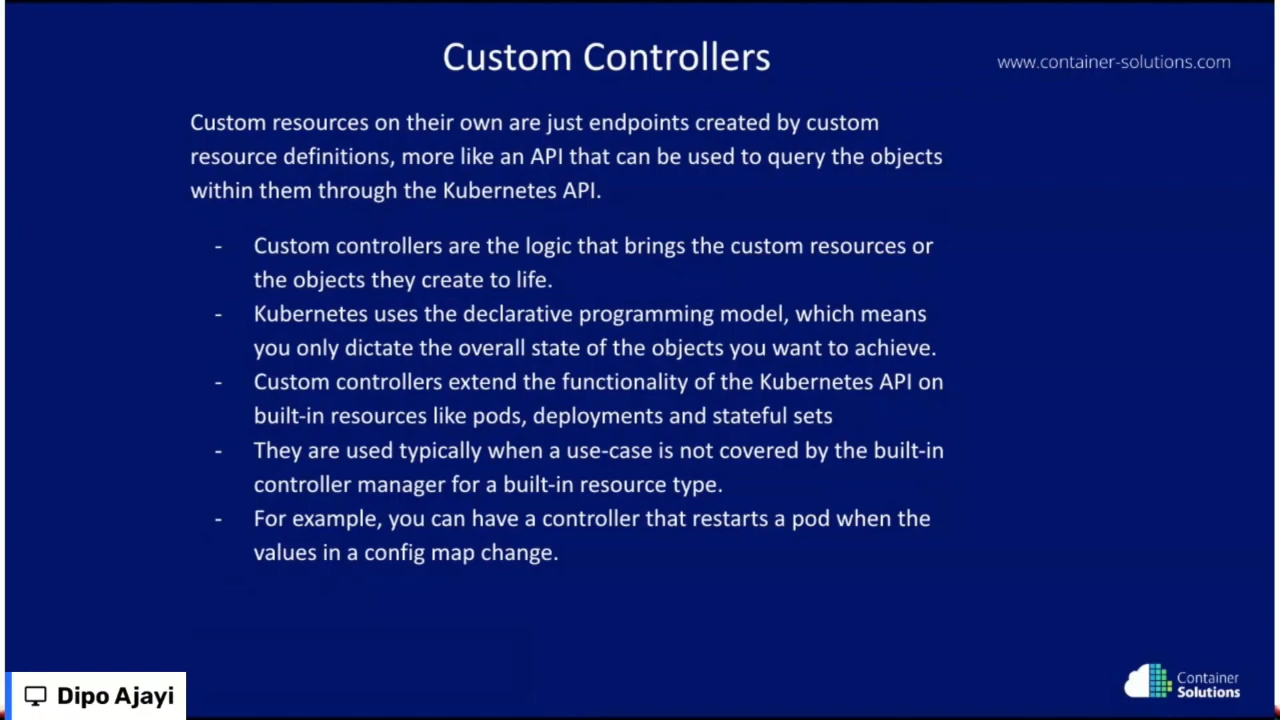 Custom Controllers
www.container-solutions.com
Custom resources on their own are just endpoints created by custom
resource definitions, more like an API that can be used to query the objects
within them through the Kubernetes API.
- Custom controllers are the logic that brings the custom resources or
the objects they create to life.
- Kubernetes uses the declarative programming model, which means
you only dictate the overall state of the objects you want to achieve.
- Custom controllers extend the functionality of the Kubernetes API on
built-in resources like pods, deployments and stateful sets
- They are used typically when a use-case is not covered by the built-in
controller manager for a built-in resource type.
- For example, you can have a controller that restarts a pod when the
values in a config map change.
Dipo Ajayi
Container
Solutions